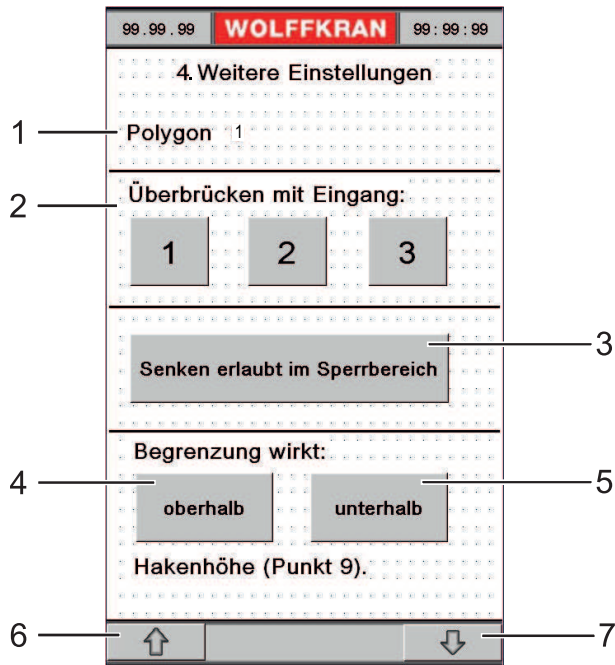 99.99.99 WOLFFKRAN 99:99:99
4. Weitere Einstellungen
1 Polygon 1
2 Überbrücken mit Eingang:
1 2 3
3
Senken erlaubt im Sperrbereich
Begrenzung wirkt:
4 5
oberhalb unterhalb
Hakenhöhe (Punkt 9).
6 7